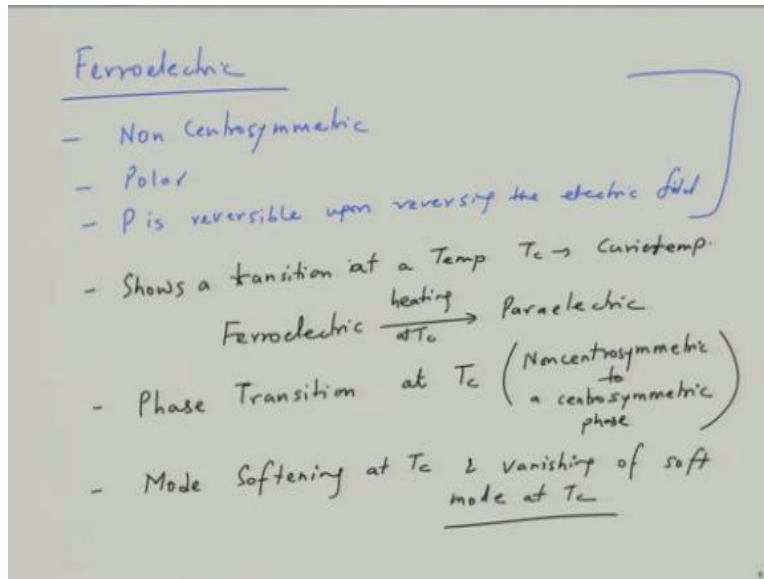 Ferroelectric
- Non Centrosymmetric
- Polar
- P is reversible upon reversing the electric field
- Shows a transition at a Temp Tc → Curie temp.
Ferroelectric heating at Tc → Paraelectric
- Phase Transition at Tc (Noncentrosymmetric
to
a centrosymmetric
phase)
- Mode Softening at Tc & vanishing of soft
mode at Tc